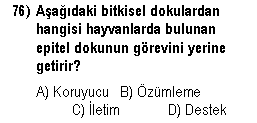 76) Aşağıdaki bitkisel dokulardan
hangisi hayvanlarda bulunan
epitel dokunun görevini yerine
getirir?
A) Koruyucu B) Özümleme
C) İletim D) Destek